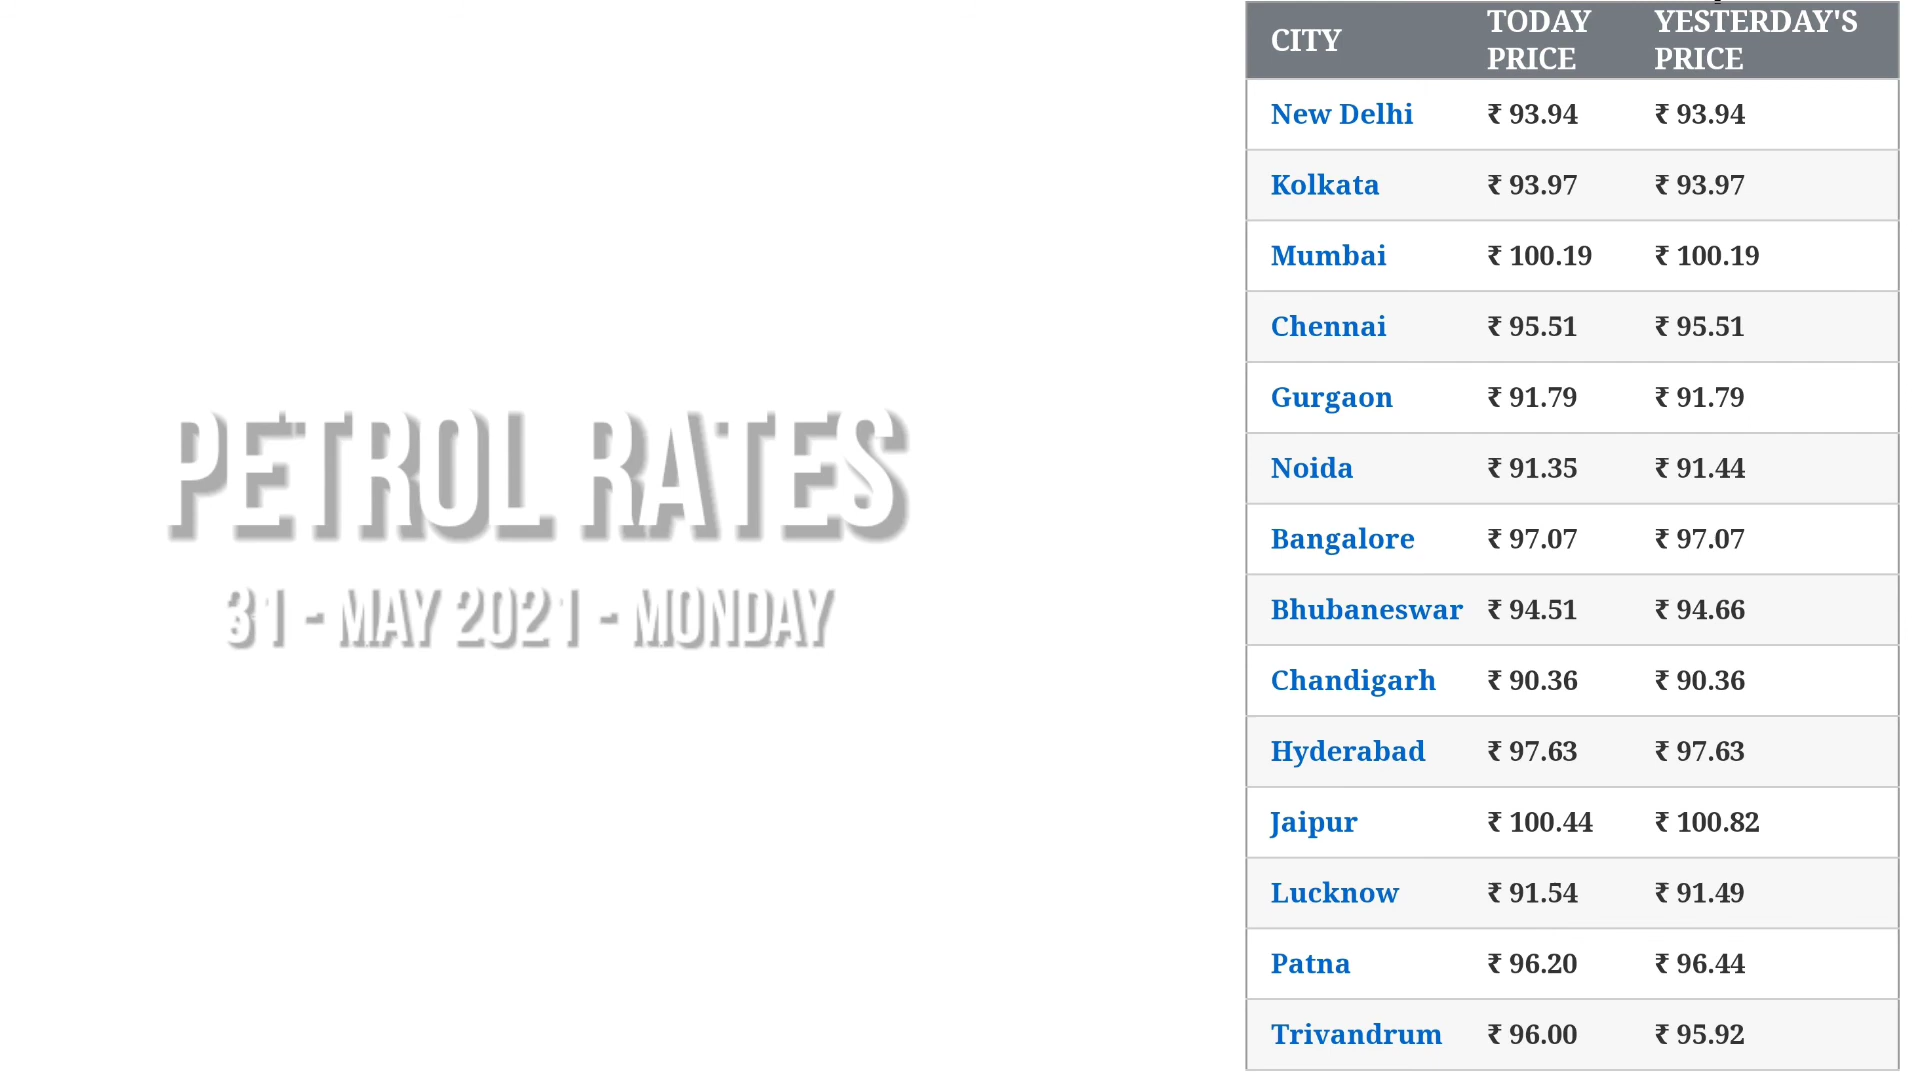 PETROL RATES
31 - MAY 2021 - MONDAY
CITY TODAY PRICE YESTERDAY'S PRICE
New Delhi ₹ 93.94 ₹ 93.94
Kolkata ₹ 93.97 ₹ 93.97
Mumbai ₹ 100.19 ₹ 100.19
Chennai ₹ 95.51 ₹ 95.51
Gurgaon ₹ 91.79 ₹ 91.79
Noida ₹ 91.35 ₹ 91.44
Bangalore ₹ 97.07 ₹ 97.07
Bhubaneswar ₹ 94.51 ₹ 94.66
Chandigarh ₹ 90.36 ₹ 90.36
Hyderabad ₹ 97.63 ₹ 97.63
Jaipur ₹ 100.44 ₹ 100.82
Lucknow ₹ 91.54 ₹ 91.49
Patna ₹ 96.20 ₹ 96.44
Trivandrum ₹ 96.00 ₹ 95.92